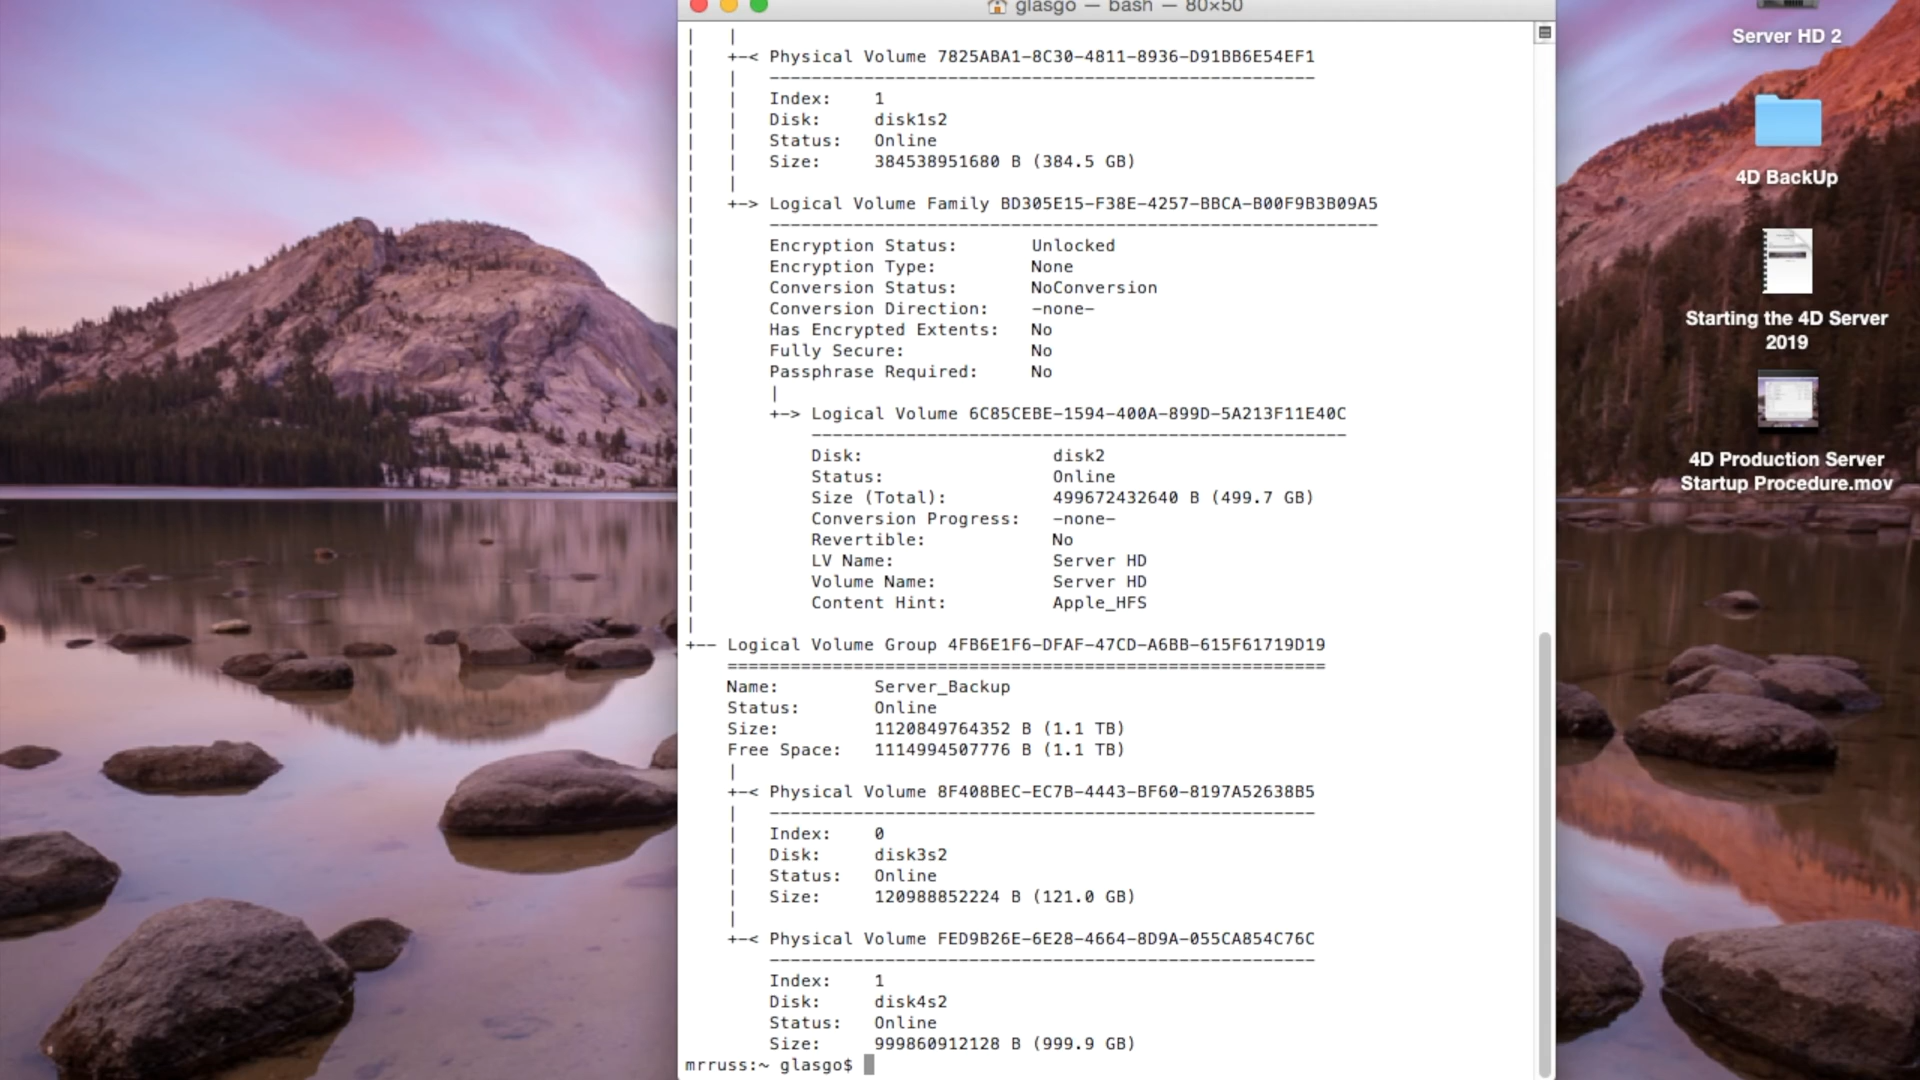 glasgo — bash — 80×50
| |
| +-< Physical Volume 7825ABA1-8C30-4811-8936-D91BB6E54EF1
| | ----------------------------------------------------
| | Index: 1
| | Disk: disk1s2
| | Status: Online
| | Size: 384538951680 B (384.5 GB)
| |
| +-> Logical Volume Family BD305E15-F38E-4257-BBCA-B00F9B3B09A5
| ----------------------------------------------------------
| Encryption Status: Unlocked
| Encryption Type: None
| Conversion Status: NoConversion
| Conversion Direction: -none-
| Has Encrypted Extents: No
| Fully Secure: No
| Passphrase Required: No
| |
| +-> Logical Volume 6C85CEBE-1594-400A-899D-5A213F11E40C
| ---------------------------------------------------
| Disk: disk2
| Status: Online
| Size (Total): 499672432640 B (499.7 GB)
| Conversion Progress: -none-
| Revertible: No
| LV Name: Server HD
| Volume Name: Server HD
| Content Hint: Apple_HFS
|
+-- Logical Volume Group 4FB6E1F6-DFAF-47CD-A6BB-615F61719D19
=========================================================
Name: Server_Backup
Status: Online
Size: 1120849764352 B (1.1 TB)
Free Space: 1114994507776 B (1.1 TB)
|
+-< Physical Volume 8F408BEC-EC7B-4443-BF60-8197A52638B5
| ----------------------------------------------------
| Index: 0
| Disk: disk3s2
| Status: Online
| Size: 120988852224 B (121.0 GB)
|
+-< Physical Volume FED9B26E-6E28-4664-8D9A-055CA854C76C
----------------------------------------------------
Index: 1
Disk: disk4s2
Status: Online
Size: 999860912128 B (999.9 GB)
mrruss:~ glasgo$
Server HD 2
4D BackUp
Starting the 4D Server
2019
4D Production Server
Startup Procedure.mov